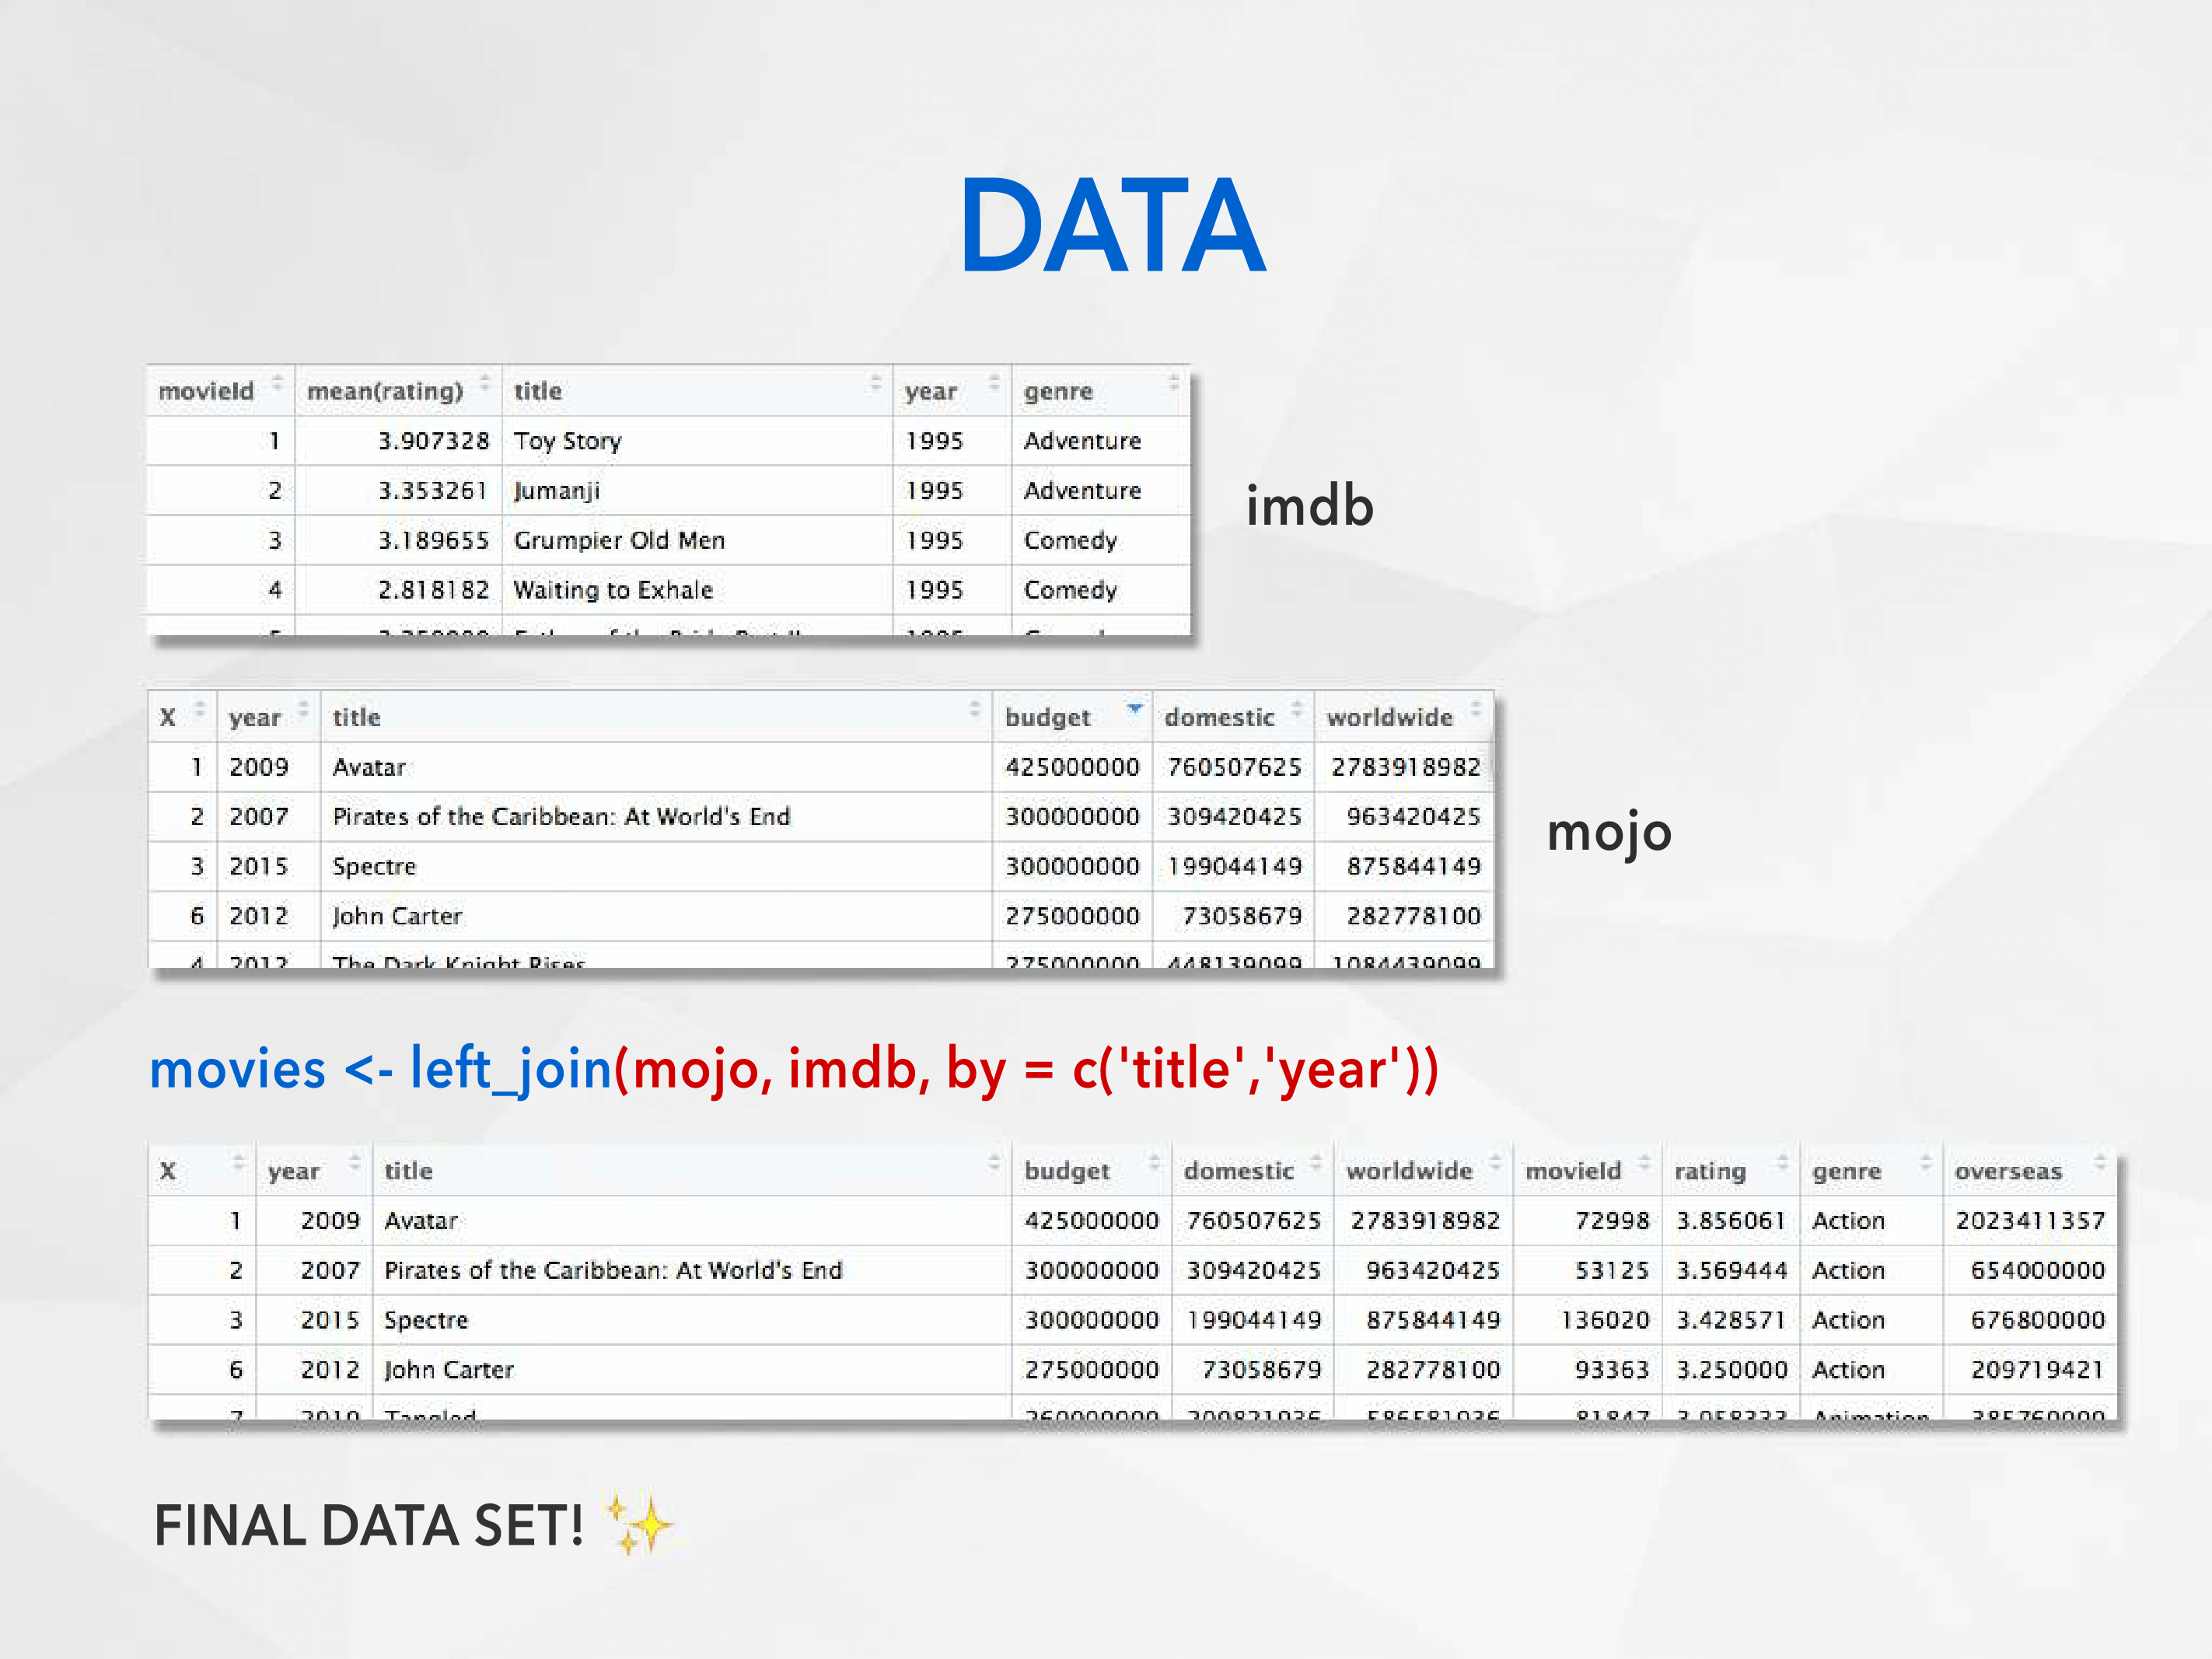 DATA
movieId mean(rating) title year genre
1 3.907328 Toy Story 1995 Adventure
2 3.353261 Jumanji 1995 Adventure
3 3.189655 Grumpier Old Men 1995 Comedy
4 2.818182 Waiting to Exhale 1995 Comedy
imdb
X year title budget domestic worldwide
1 2009 Avatar 425000000 760507625 2783918982
2 2007 Pirates of the Caribbean: At World's End 300000000 309420425 963420425
3 2015 Spectre 300000000 199044149 875844149
6 2012 John Carter 275000000 73058679 282778100
4 2012 The Dark Knight Rises 275000000 448139099 1084439099
mojo
movies <- left_join(mojo, imdb, by = c('title','year'))
X year title budget domestic worldwide movieId rating genre overseas
1 2009 Avatar 425000000 760507625 2783918982 72998 3.856061 Action 2023411357
2 2007 Pirates of the Caribbean: At World's End 300000000 309420425 963420425 53125 3.569444 Action 654000000
3 2015 Spectre 300000000 199044149 875844149 136020 3.428571 Action 676800000
6 2012 John Carter 275000000 73058679 282778100 93363 3.250000 Action 209719421
7 2010 Tangled 260000000 200821936 586581936 81847 Animation 385760000
FINAL DATA SET! ✨